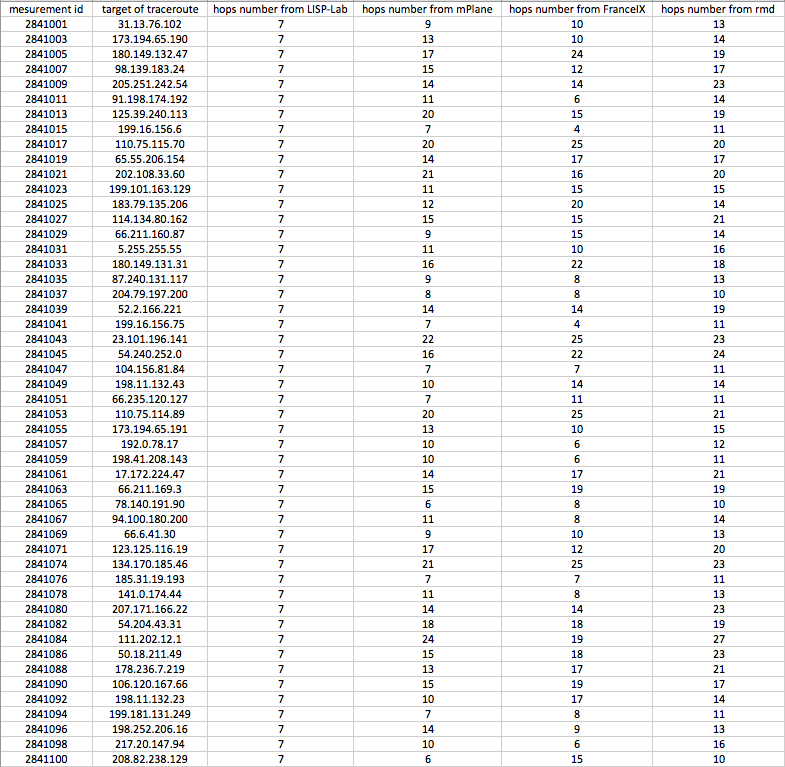 mesurement id target of traceroute hops number from LISP-Lab hops number from mPlane hops number from FranceIX hops number from rmd
2841001 31.13.76.102 7 9 10 13
2841003 173.194.65.190 7 13 10 14
2841005 180.149.132.47 7 17 24 19
2841007 98.139.183.24 7 15 12 17
2841009 205.251.242.54 7 14 14 23
2841011 91.198.174.192 7 11 6 14
2841013 125.39.240.113 7 20 15 19
2841015 199.16.156.6 7 7 4 11
2841017 110.75.115.70 7 20 25 20
2841019 65.55.206.154 7 14 17 17
2841021 202.108.33.60 7 21 16 20
2841023 199.101.163.129 7 11 15 15
2841025 183.79.135.206 7 12 20 14
2841027 114.134.80.162 7 15 15 21
2841029 66.211.160.87 7 9 15 14
2841031 5.255.255.55 7 11 10 16
2841033 180.149.131.31 7 16 22 18
2841035 87.240.131.117 7 9 8 13
2841037 204.79.197.200 7 8 8 10
2841039 52.2.166.221 7 14 14 19
2841041 199.16.156.75 7 7 4 11
2841043 23.101.196.141 7 22 25 23
2841045 54.240.252.0 7 16 22 24
2841047 104.156.81.84 7 7 7 11
2841049 198.11.132.43 7 10 14 14
2841051 66.235.120.127 7 7 11 11
2841053 110.75.114.89 7 20 25 21
2841055 173.194.65.191 7 13 10 15
2841057 192.0.78.17 7 10 6 12
2841059 198.41.208.143 7 10 6 11
2841061 17.172.224.47 7 14 17 21
2841063 66.211.169.3 7 15 19 19
2841065 78.140.191.90 7 6 8 10
2841067 94.100.180.200 7 11 8 14
2841069 66.6.41.30 7 9 10 13
2841071 123.125.116.19 7 17 12 20
2841074 134.170.185.46 7 21 25 23
2841076 185.31.19.193 7 7 7 11
2841078 141.0.174.44 7 11 8 13
2841080 207.171.166.22 7 14 14 23
2841082 54.204.43.31 7 18 18 19
2841084 111.202.12.1 7 24 19 27
2841086 50.18.211.49 7 15 18 23
2841088 178.236.7.219 7 13 17 21
2841090 106.120.167.66 7 15 19 17
2841092 198.11.132.23 7 10 17 14
2841094 199.181.131.249 7 7 8 11
2841096 198.252.206.16 7 14 9 13
2841098 217.20.147.94 7 10 6 16
2841100 208.82.238.129 7 6 15 10